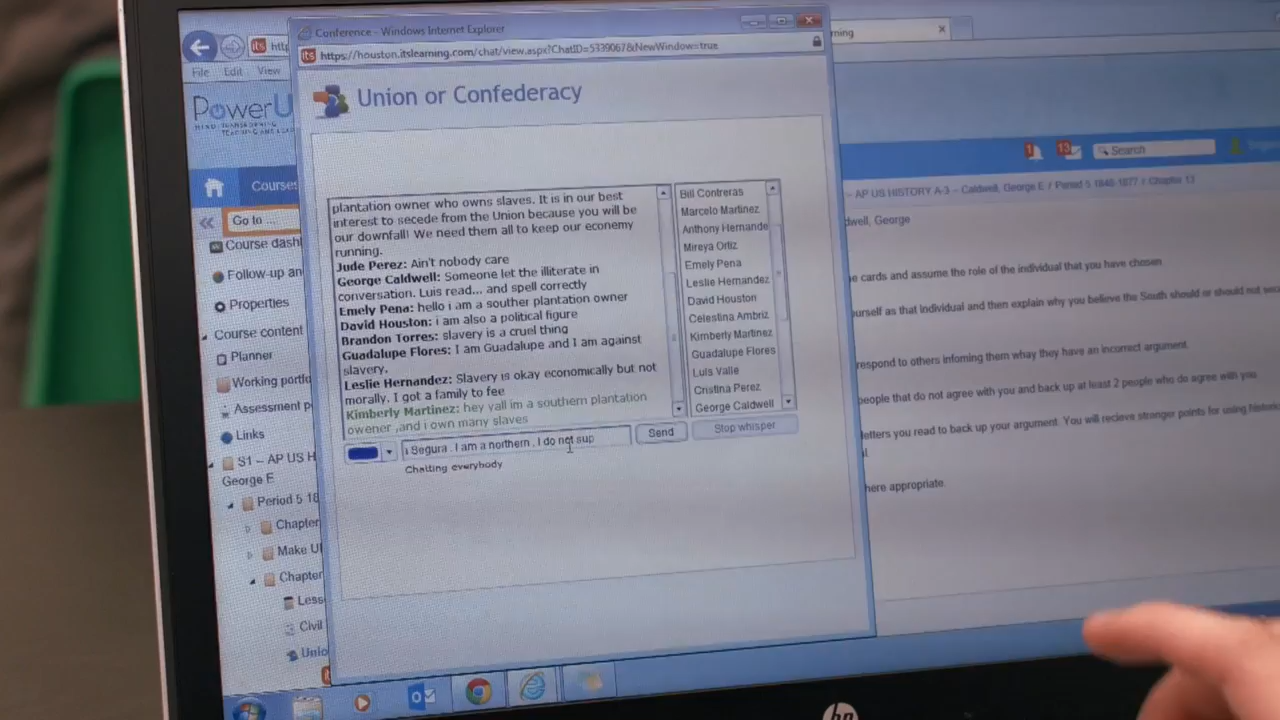 Conference - Windows Internet Explorer
https://houston.itslearning.com/chat/view.aspx?ChatID=5339067&NewWindow=true
File Edit View
PowerU
Union or Confederacy
Search
1
13
Courses
Go to ...
- AP US HISTORY A-3 - Caldwell, George E / Period 5 1848-1877 / Chapter 13
dwell, George
Course dashb
Follow-up an
Properties
Course content
Planner
Working portfo
Assessment p
Links
S1 - AP US H
George E
Period 5 18
Chapter
Make U
Chapter
Less
Civil
Unio
plantation owner who owns slaves. It is in our best
interest to secede from the Union because you will be
our downfall! We need them all to keep our economy
running.
Jude Perez: Ain't nobody care
George Caldwell: Someone let the illiterate in
conversation. Luis read... and spell correctly
Emely Pena: hello i am a souther plantation owner
David Houston: i am also a political figure
Brandon Torres: slavery is a cruel thing
Guadalupe Flores: I am Guadalupe and I am against
slavery.
Leslie Hernandez: Slavery is okay economically but not
morally. I got a family to fee
Kimberly Martinez: hey yall im a southern plantation
owener ,and i own many slaves
Bill Contreras
Marcelo Martinez
Anthony Hernande
Mireya Ortiz
Emely Pena
Leslie Hernandez
David Houston
Celestina Ambriz
Kimberly Martinez
Guadalupe Flores
Luis Valle
Cristina Perez
George Caldwell
i Segura . I am a northern . I do not sup
Send
Stop whisper
Chatting everybody
e cards and assume the role of the individual that you have chosen
ourself as that Individual and then explain why you believe the South should or should not sec
respond to others infoming them whay they have an incorrect argument.
people that do not agree with you and back up at least 2 people who do agree with you
letters you read to back up your argument. You will recieve stronger points for using historic
here appropriate.
hp